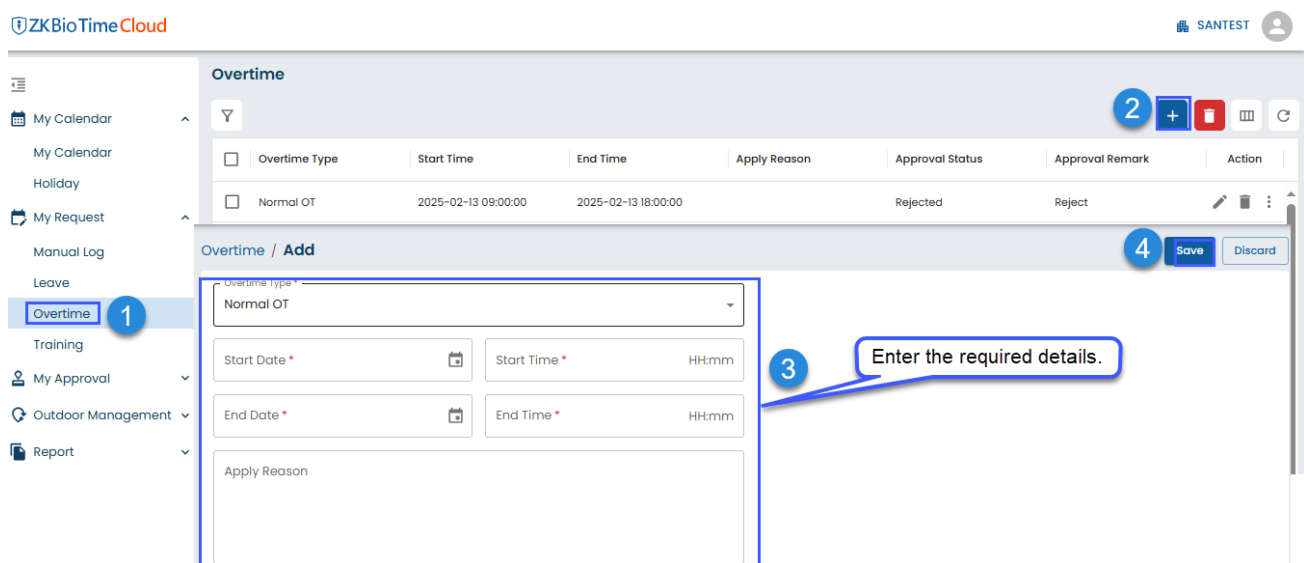 ZKBioTime Cloud
SANTEST
Overtime
My Calendar
My Calendar
Holiday
My Request
Manual Log
Leave
Overtime
1
Training
My Approval
Outdoor Management
Report
2
+
Overtime Type Start Time End Time Apply Reason Approval Status Approval Remark Action
Normal OT 2025-02-13 09:00:00 2025-02-13 18:00:00 Rejected Reject
Overtime / Add
4
Save
Discard
Overtime Type *
Normal OT
Start Date *
Start Time * HH:mm
End Date *
End Time * HH:mm
Apply Reason
3
Enter the required details.